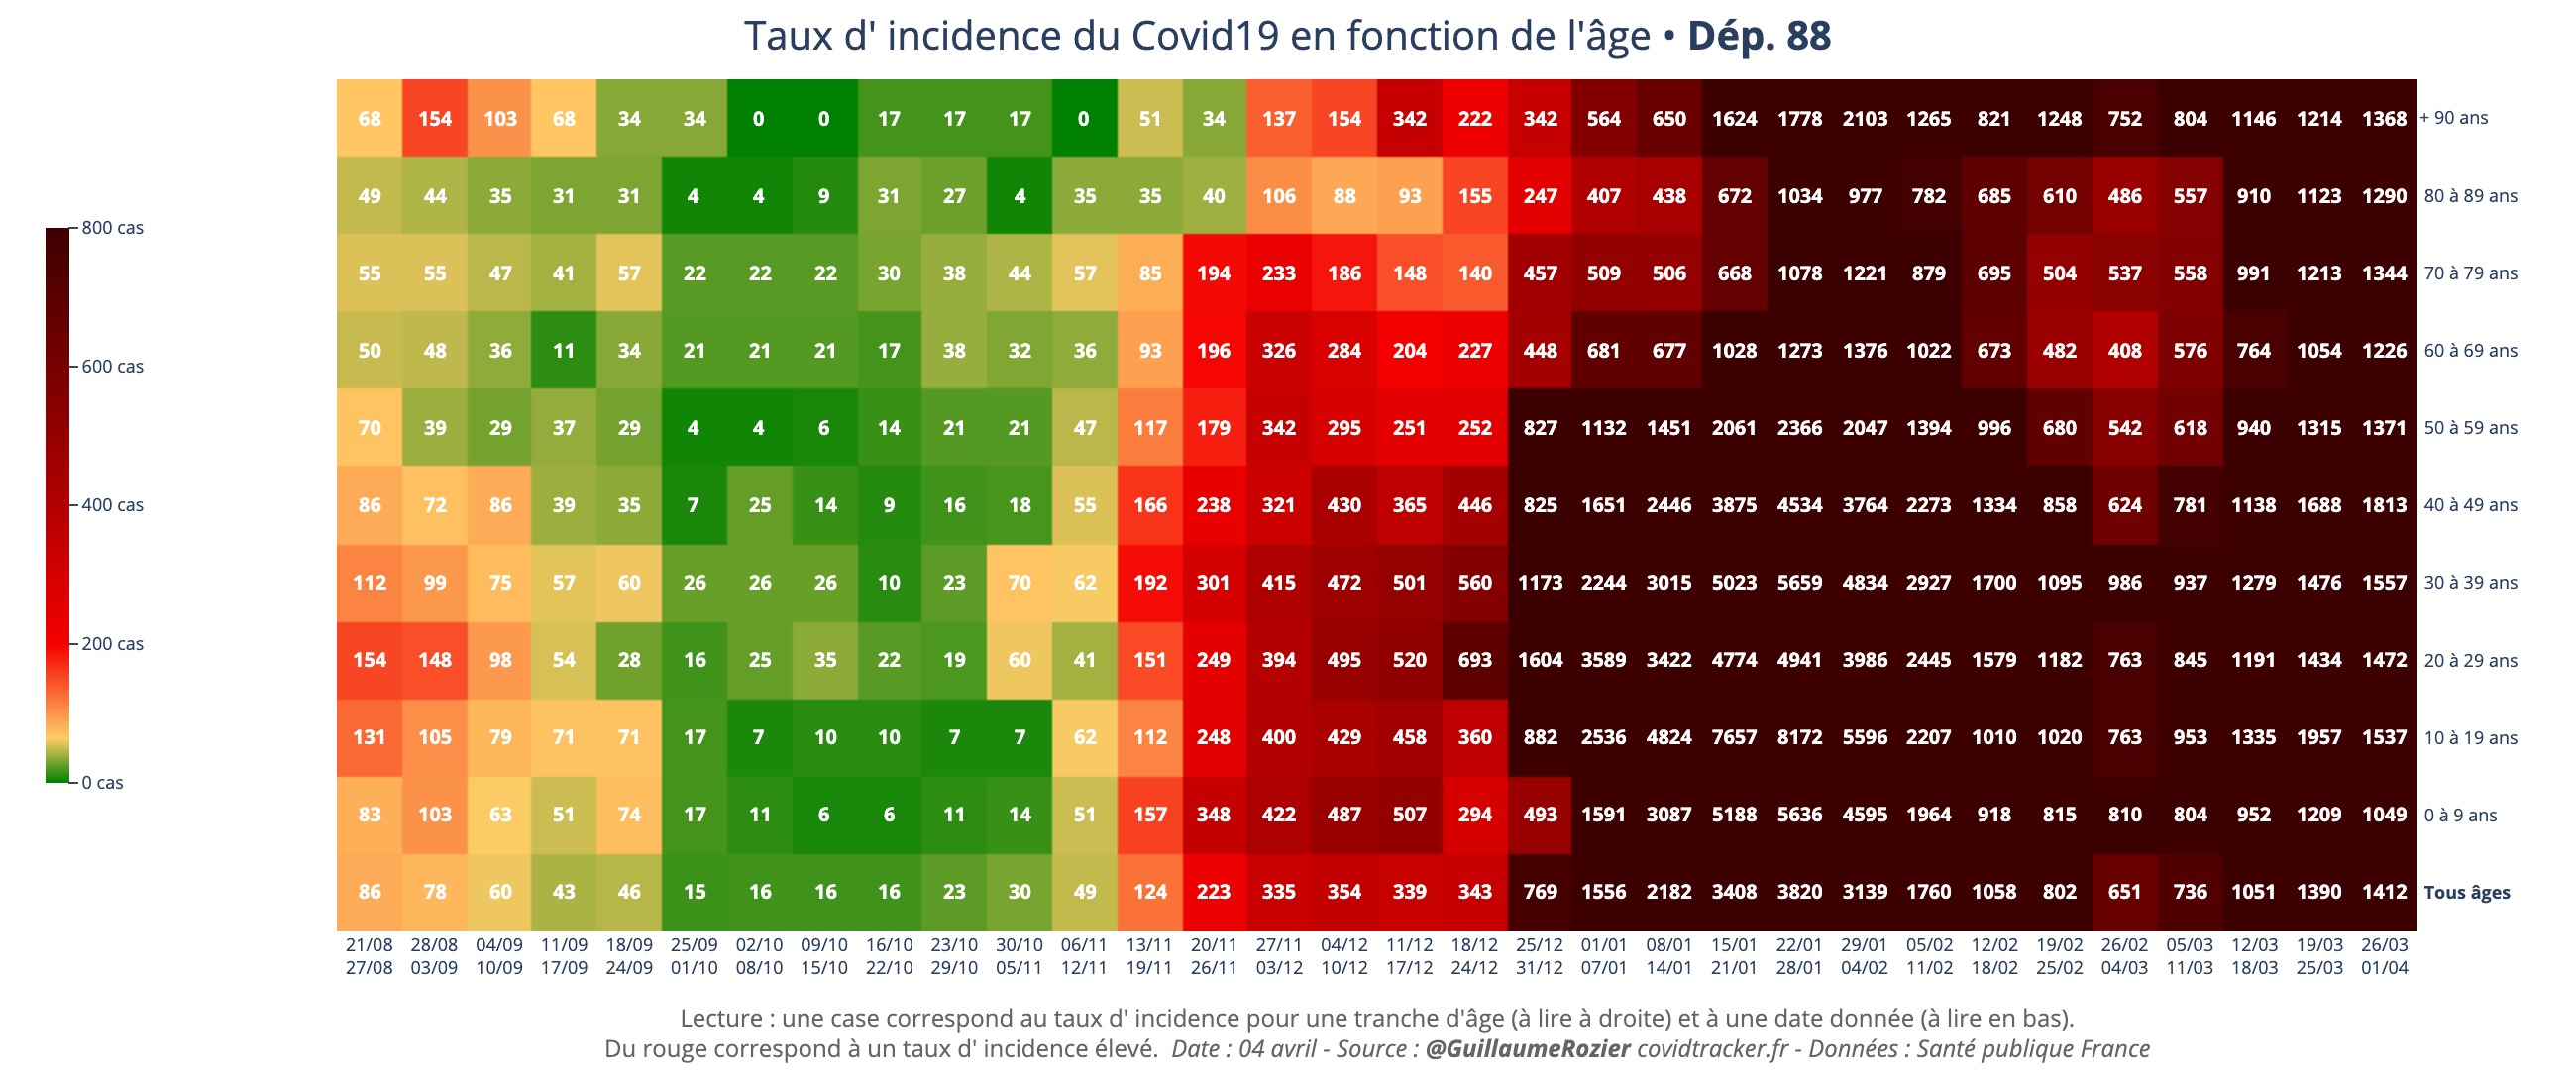 Taux d' incidence du Covid19 en fonction de l'âge • Dép. 88
68 154 103 68 34 34 0 0 17 17 17 0 51 34 137 154 342 222 342 564 650 1624 1778 2103 1265 821 1248 752 804 1146 1214 1368 + 90 ans
49 44 35 31 31 4 4 9 31 27 4 35 35 40 106 88 93 155 247 407 438 672 1034 977 782 685 610 486 557 910 1123 1290 80 à 89 ans
800 cas
55 55 47 41 57 22 22 22 30 38 44 57 85 194 233 186 148 140 457 509 506 668 1078 1221 879 695 504 537 558 991 1213 1344 70 à 79 ans
50 48 36 11 34 21 21 21 17 38 32 36 93 196 326 284 204 227 448 681 677 1028 1273 1376 1022 673 482 408 576 764 1054 1226 60 à 69 ans
600 cas
70 39 29 37 29 4 4 6 14 21 21 47 117 179 342 295 251 252 827 1132 1451 2061 2366 2047 1394 996 680 542 618 940 1315 1371 50 à 59 ans
400 cas
86 72 86 39 35 7 25 14 9 16 18 55 166 238 321 430 365 446 825 1651 2446 3875 4534 3764 2273 1334 858 624 781 1138 1688 1813 40 à 49 ans
112 99 75 57 60 26 26 26 10 23 70 62 192 301 415 472 501 560 1173 2244 3015 5023 5659 4834 2927 1700 1095 986 937 1279 1476 1557 30 à 39 ans
200 cas
154 148 98 54 28 16 25 35 22 19 60 41 151 249 394 495 520 693 1604 3589 3422 4774 4941 3986 2445 1579 1182 763 845 1191 1434 1472 20 à 29 ans
131 105 79 71 71 17 7 10 10 7 7 62 112 248 400 429 458 360 882 2536 4824 7657 8172 5596 2207 1010 1020 763 953 1335 1957 1537 10 à 19 ans
0 cas
83 103 63 51 74 17 11 6 6 11 14 51 157 348 422 487 507 294 493 1591 3087 5188 5636 4595 1964 918 815 810 804 952 1209 1049 0 à 9 ans
86 78 60 43 46 15 16 16 16 23 30 49 124 223 335 354 339 343 769 1556 2182 3408 3820 3139 1760 1058 802 651 736 1051 1390 1412 Tous âges
21/08 28/08 04/09 11/09 18/09 25/09 02/10 09/10 16/10 23/10 30/10 06/11 13/11 20/11 27/11 04/12 11/12 18/12 25/12 01/01 08/01 15/01 22/01 29/01 05/02 12/02 19/02 26/02 05/03 12/03 19/03 26/03
27/08 03/09 10/09 17/09 24/09 01/10 08/10 15/10 22/10 29/10 05/11 12/11 19/11 26/11 03/12 10/12 17/12 24/12 31/12 07/01 14/01 21/01 28/01 04/02 11/02 18/02 25/02 04/03 11/03 18/03 25/03 01/04
Lecture : une case correspond au taux d' incidence pour une tranche d'âge (à lire à droite) et à une date donnée (à lire en bas).
Du rouge correspond à un taux d' incidence élevé. Date : 04 avril - Source : @GuillaumeRozier covidtracker.fr - Données : Santé publique France